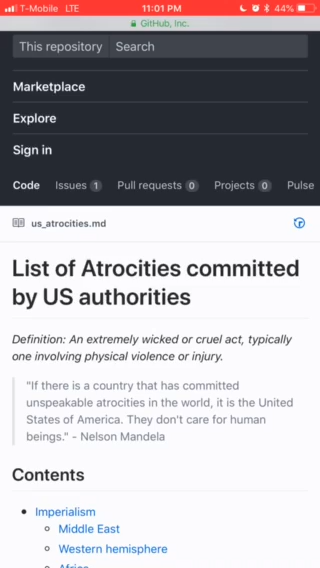 T-Mobile LTE 11:01 PM 44%
GitHub, Inc.
This repository Search
Marketplace
Explore
Sign in
Code Issues 1 Pull requests 0 Projects 0 Pulse
us_atrocities.md
List of Atrocities committed
by US authorities
Definition: An extremely wicked or cruel act, typically
one involving physical violence or injury.
"If there is a country that has committed
unspeakable atrocities in the world, it is the United
States of America. They don't care for human
beings." - Nelson Mandela
Contents
Imperialism
Middle East
Western hemisphere
Africa